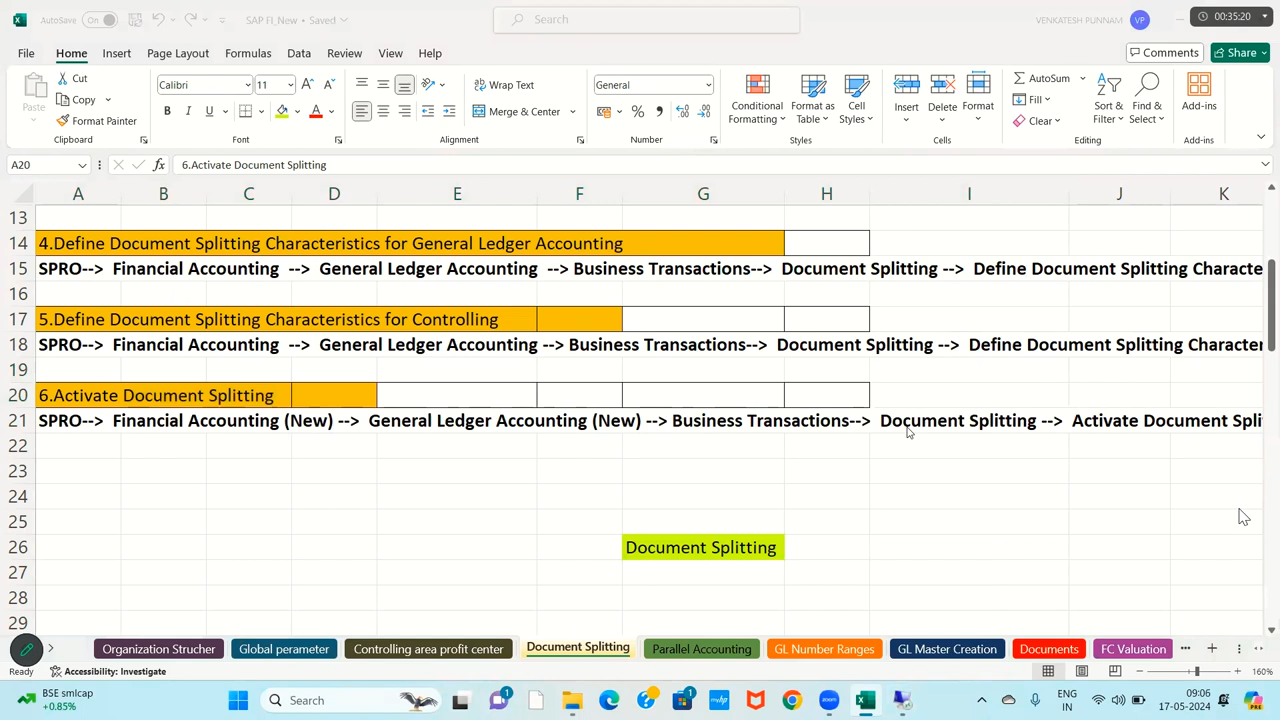 AutoSave Off SAP FI_New • Saved Search VENKATESH PUNNAM VP 00:35:20
File Home Insert Page Layout Formulas Data Review View Help Comments Share
Paste Cut Copy Format Painter
Calibri 11 B I U A
Wrap Text Merge & Center
General % ,
Conditional Formatting Format as Table Cell Styles
Insert Delete Format
AutoSum Fill Clear Sort & Filter Find & Select Add-ins
Clipboard Font Alignment Number Styles Cells Editing Add-ins
A20 fx 6.Activate Document Splitting
A B C D E F G H I J K
13
14 4.Define Document Splitting Characteristics for General Ledger Accounting
15 SPRO--> Financial Accounting --> General Ledger Accounting --> Business Transactions--> Document Splitting --> Define Document Splitting Characte
16
17 5.Define Document Splitting Characteristics for Controlling
18 SPRO--> Financial Accounting --> General Ledger Accounting --> Business Transactions--> Document Splitting --> Define Document Splitting Character
19
20 6.Activate Document Splitting
21 SPRO--> Financial Accounting (New) --> General Ledger Accounting (New) --> Business Transactions--> Document Splitting --> Activate Document Spli
22
23
24
25
26 Document Splitting
27
28
29
Organization Strucher Global perameter Controlling area profit center Document Splitting Parallel Accounting GL Number Ranges GL Master Creation Documents FC Valuation
Ready Accessibility: Investigate 160%
BSE smlcap +0.85% Search ENG IN 09:06 17-05-2024